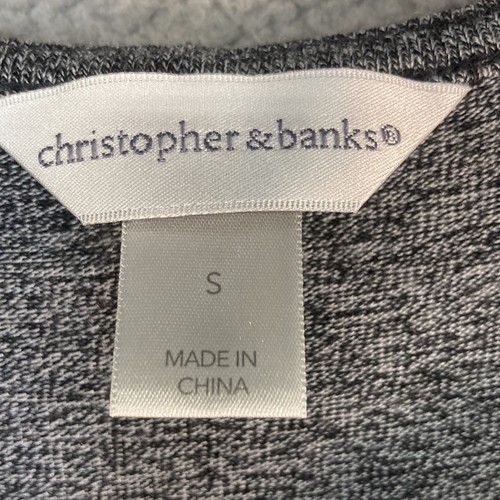 christopher & banks®
S
MADE IN
CHINA